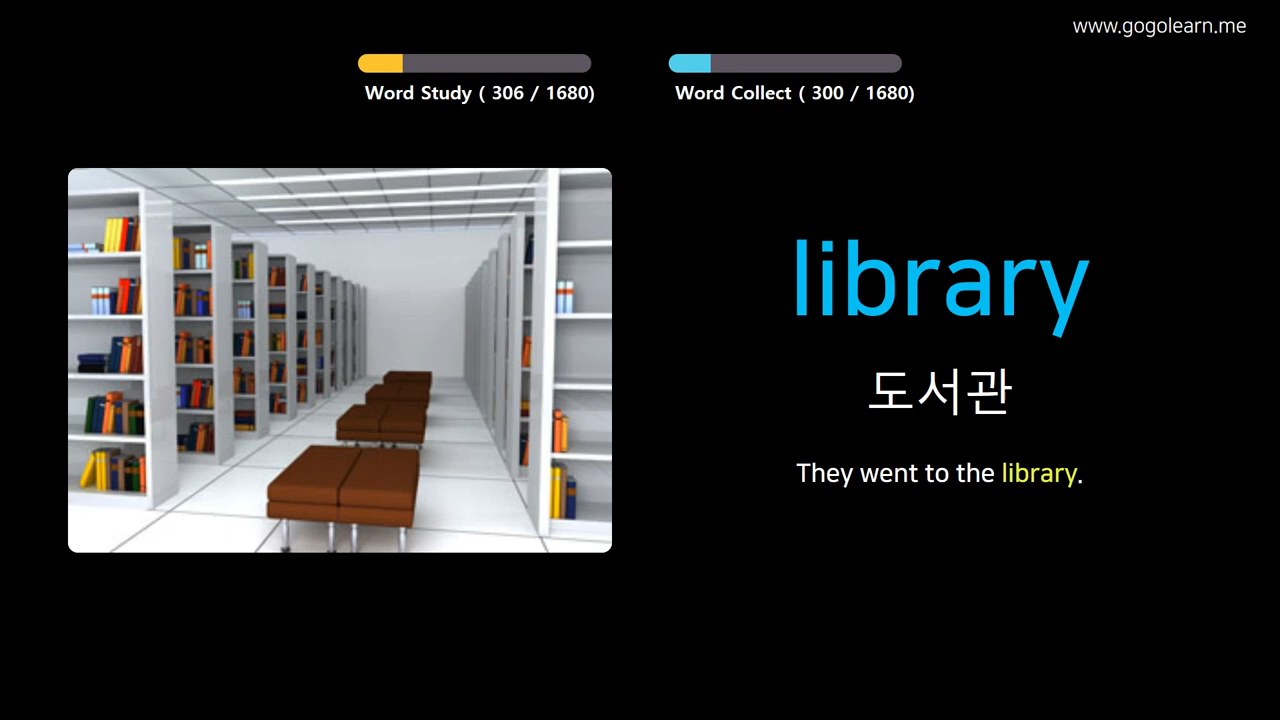 www.gogolearn.me
Word Study ( 306 / 1680)
Word Collect ( 300 / 1680)
library
도서관
They went to the library.